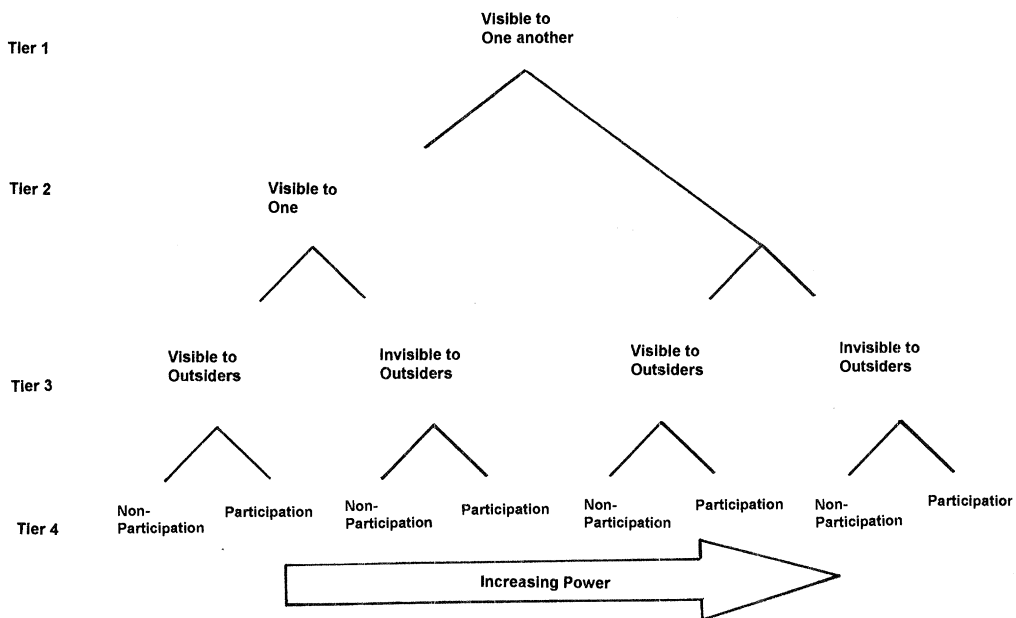 Visible to
One another
Tier 1
Tier 2
Visible to
One
Visible to
Outsiders
Invisible to
Outsiders
Visible to
Outsiders
Invisible to
Outsiders
Tier 3
Non-
Participation
Participation
Non-
Participation
Participation
Non-
Participation
Participation
Non-
Participation
Participation
Tier 4
Increasing Power